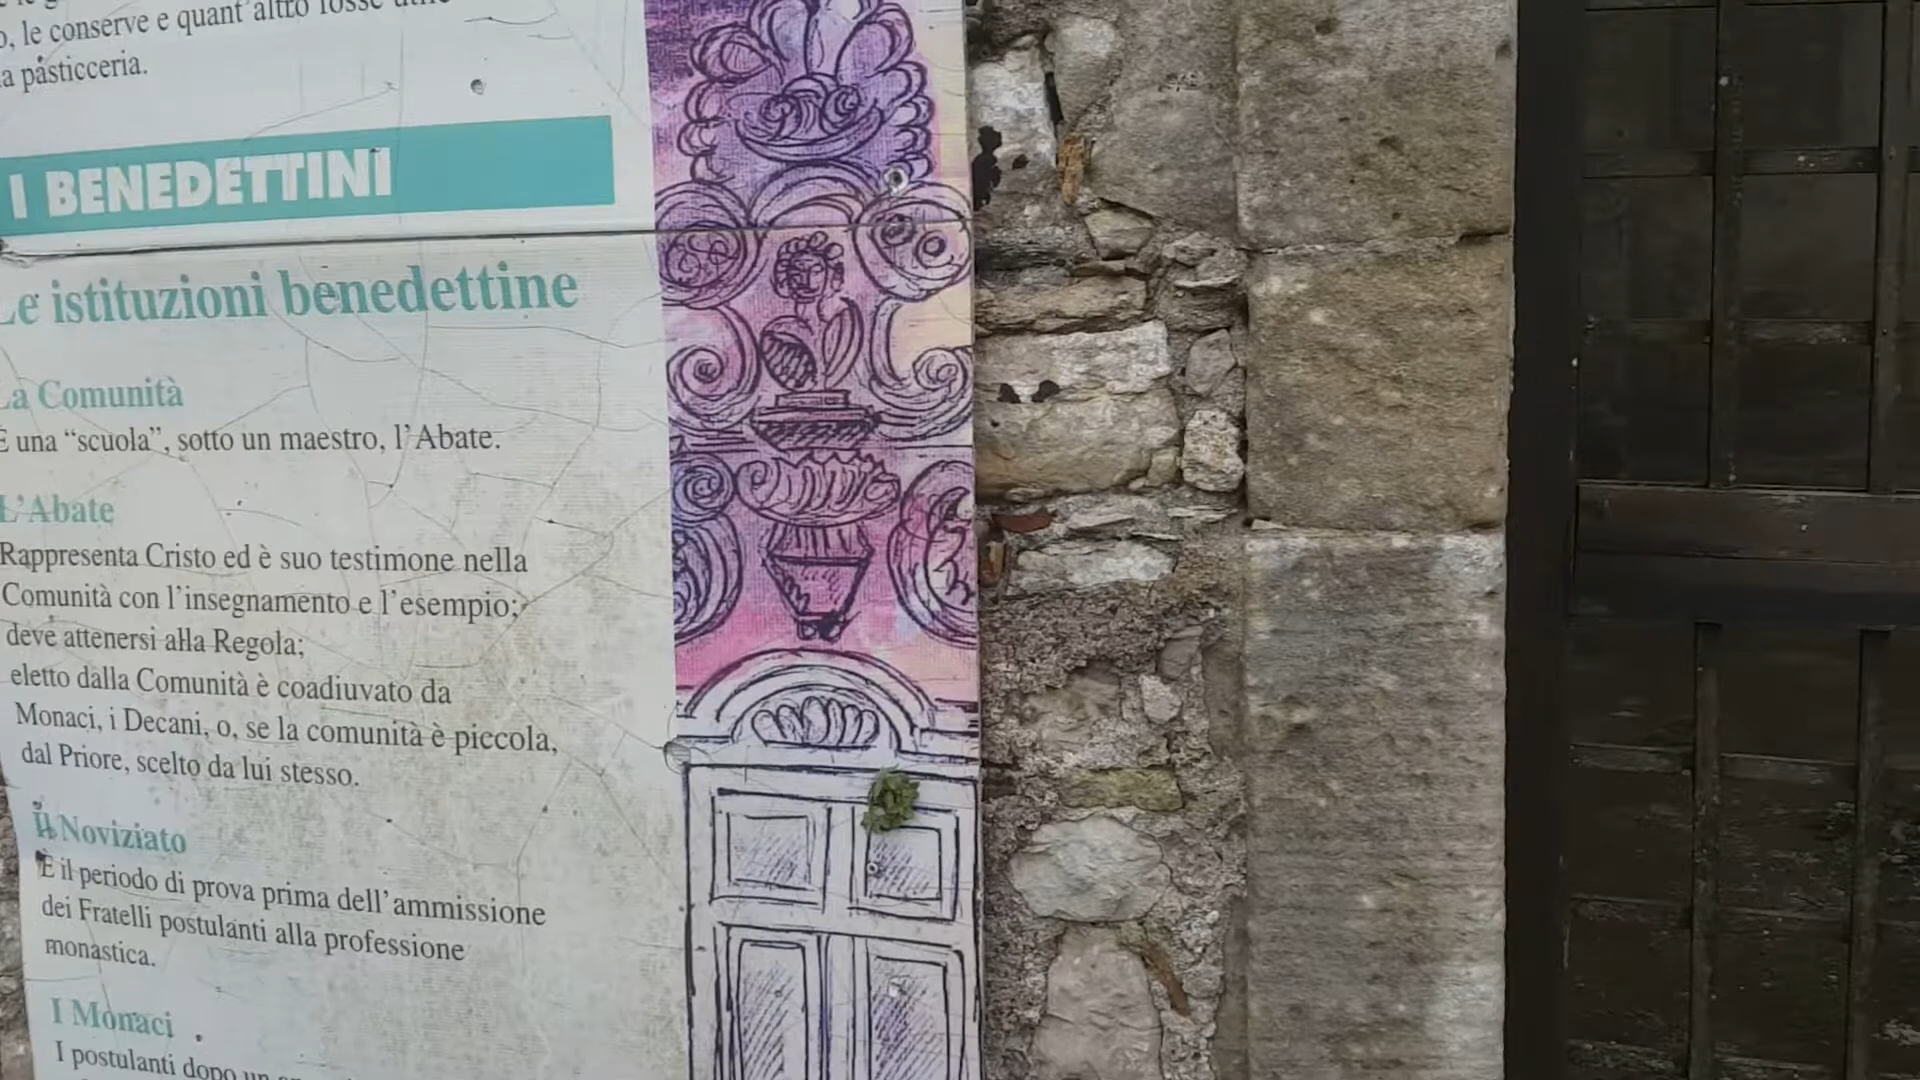 le conserve e quant'altro fosse utile
a pasticceria.
I BENEDETTINI
Le istituzioni benedettine
La Comunità
È una “scuola”, sotto un maestro, l'Abate.
L'Abate
Rappresenta Cristo ed è suo testimone nella
Comunità con l'insegnamento e l'esempio;
deve attenersi alla Regola;
eletto dalla Comunità è coadiuvato da
Monaci, i Decani, o, se la comunità è piccola,
dal Priore, scelto da lui stesso.
Il Noviziato
È il periodo di prova prima dell'ammissione
dei Fratelli postulanti alla professione
monastica.
I Monaci
I postulanti dopo un